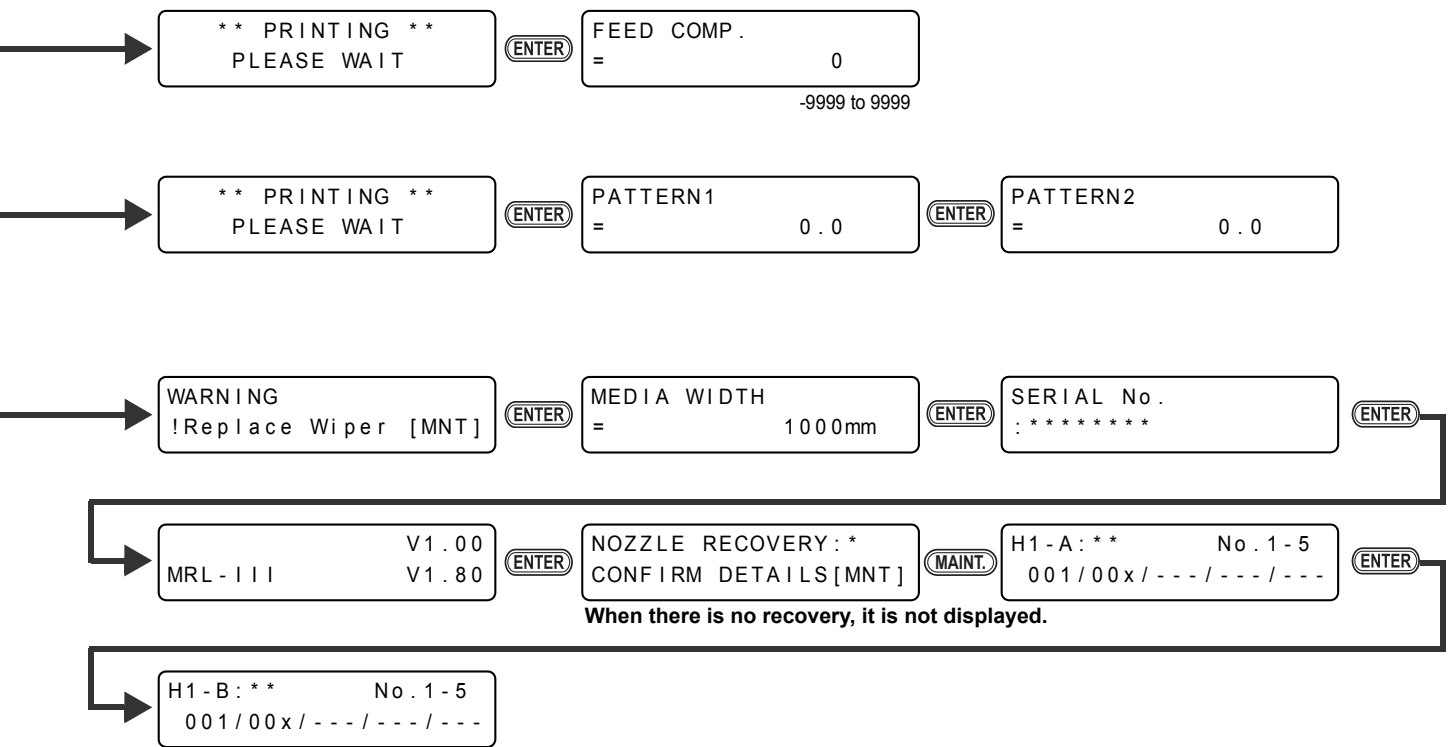 ** PRINTING **
PLEASE WAIT
ENTER
FEED COMP.
= 0
-9999 to 9999
** PRINTING **
PLEASE WAIT
ENTER
PATTERN1
= 0.0
ENTER
PATTERN2
= 0.0
WARNING
!Replace Wiper [MNT]
ENTER
MEDIA WIDTH
= 1000mm
ENTER
SERIAL No.
:********
ENTER
V1.00
MRL-III V1.80
ENTER
NOZZLE RECOVERY:*
CONFIRM DETAILS[MNT]
When there is no recovery, it is not displayed.
MAINT.
H1-A:** No.1-5
001/00x/---/---/---
ENTER
H1-B:** No.1-5
001/00x/---/---/---